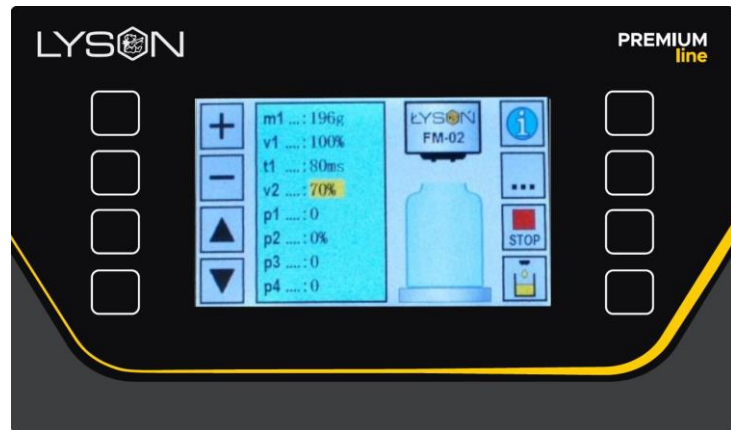 LYSON
PREMIUM
line
m1 ...: 196g
v1 ....: 100%
t1 ....: 80ms
v2 ....: 70%
p1 ....: 0
p2 ....: 0%
p3 ....: 0
p4 ....: 0
ŁYSOŃ
FM-02
i
...
STOP